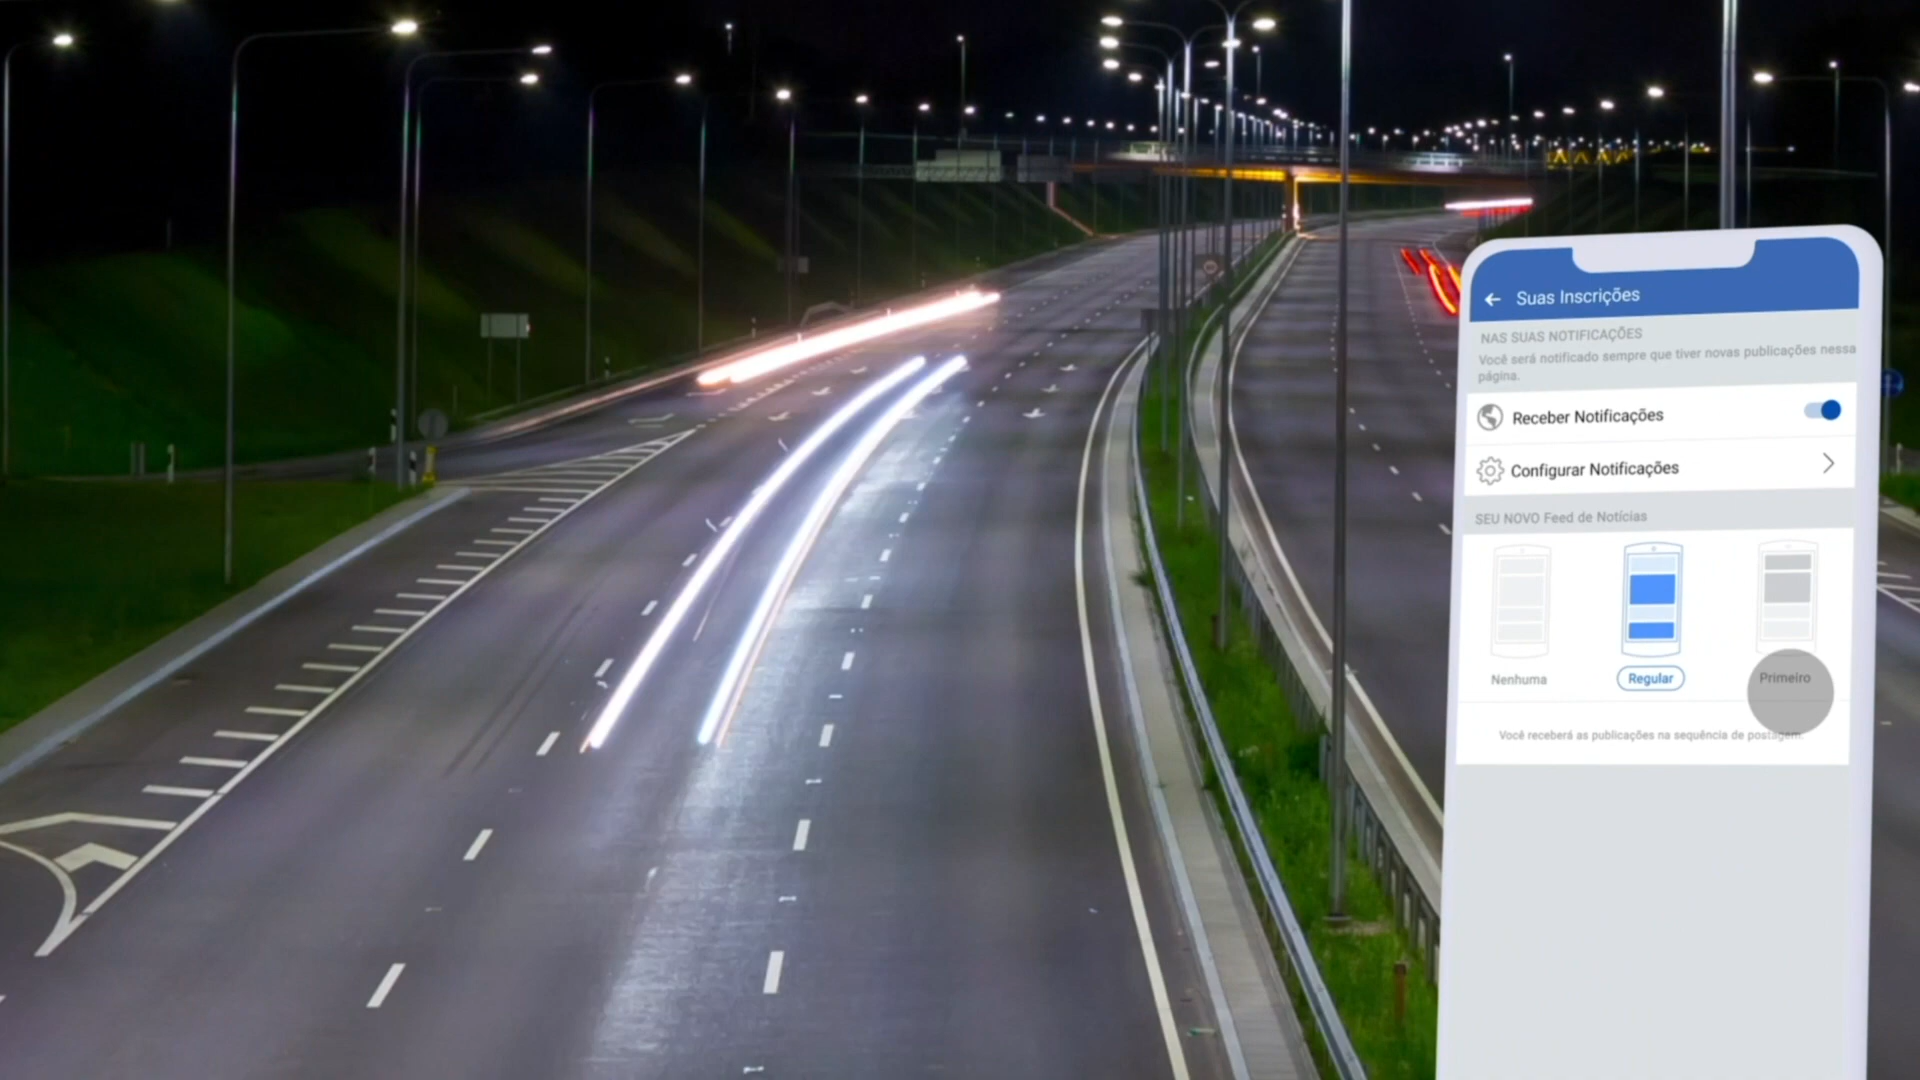 Suas Inscrições
NAS SUAS NOTIFICAÇÕES
Você será notificado sempre que tiver novas publicações nessa
página.
Receber Notificações
Configurar Notificações
SEU NOVO Feed de Notícias
Nenhuma
Regular
Primeiro
Você receberá as publicações na sequência de postagem.